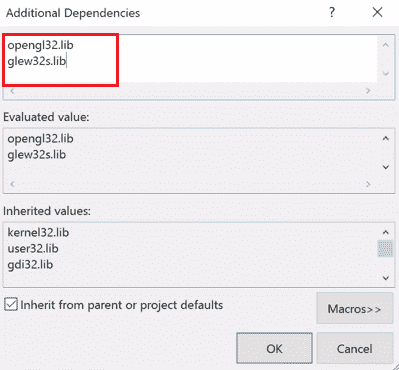 Additional Dependencies
opengl32.lib
glew32s.lib
Evaluated value:
opengl32.lib
glew32s.lib
Inherited values:
kernel32.lib
user32.lib
gdi32.lib
Inherit from parent or project defaults
Macros>>
OK
Cancel